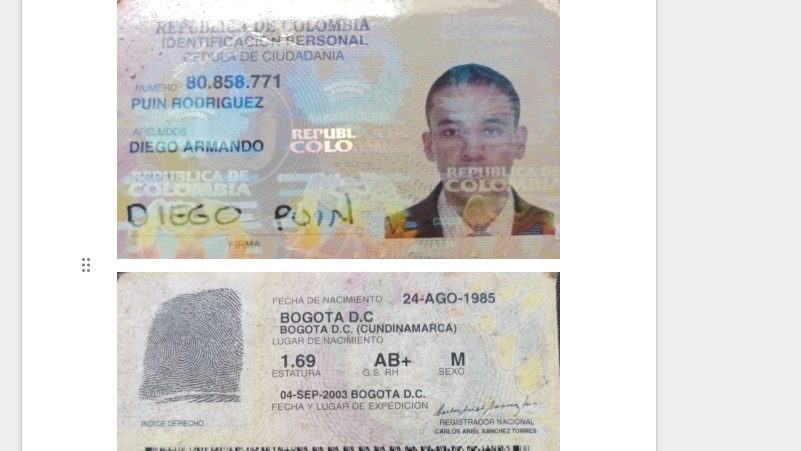 REPUBLICA DE COLOMBIA
IDENTIFICACION PERSONAL
CEDULA DE CIUDADANIA
NUMERO 80.858.771
PUIN RODRIGUEZ
APELLIDOS
DIEGO ARMANDO
REPUBL
COLO
NOMBRES
REPUBLICA DE
COLOMBIA
REPUBLICA DE
COLOMBIA
DIEGO PUIN
FIRMA
FECHA DE NACIMIENTO 24-AGO-1985
BOGOTA D.C
BOGOTA D.C. (CUNDINAMARCA)
LUGAR DE NACIMIENTO
1.69 AB+ M
ESTATURA G.S. RH SEXO
04-SEP-2003 BOGOTA D.C.
FECHA Y LUGAR DE EXPEDICION
INDICE DERECHO
REGISTRADOR NACIONAL
CARLOS ARIEL SANCHEZ TORRES